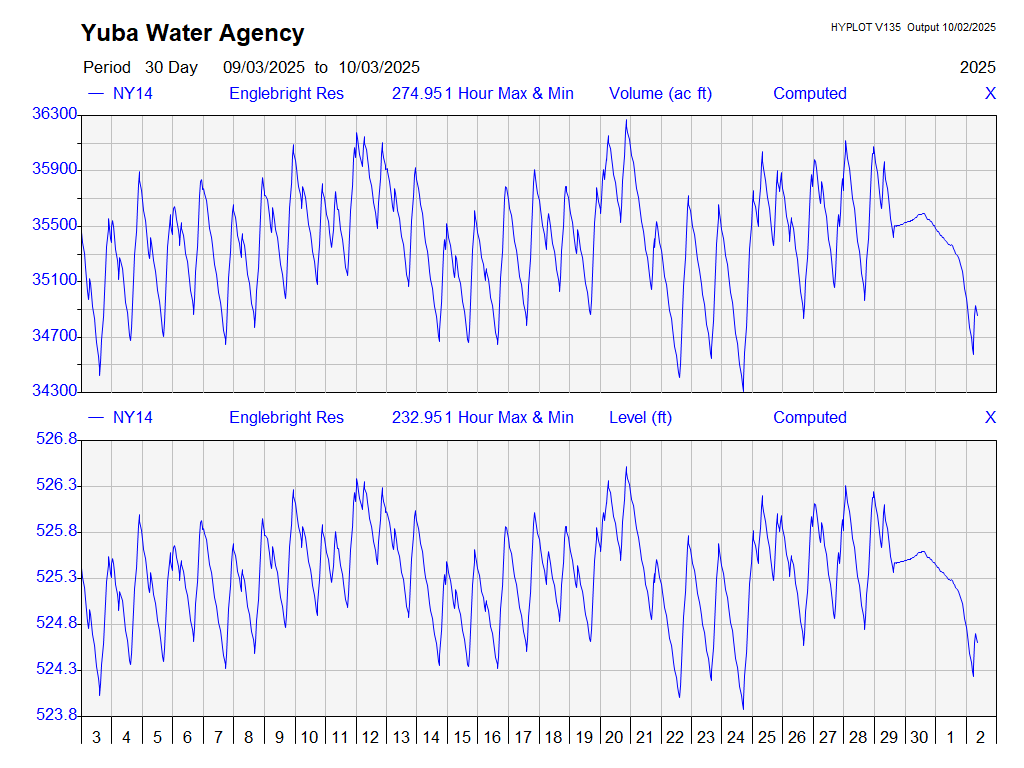 Yuba Water Agency
HYPLOT V135 Output 10/02/2025
Period 30 Day 09/03/2025 to 10/03/2025 2025
NY14 Englebright Res 274.951 Hour Max & Min Volume (ac ft) Computed X
36300
35900
35500
35100
34700
34300
NY14 Englebright Res 232.951 Hour Max & Min Level (ft) Computed X
526.8
526.3
525.8
525.3
524.8
524.3
523.8
3 4 5 6 7 8 9 10 11 12 13 14 15 16 17 18 19 20 21 22 23 24 25 26 27 28 29 30 1 2